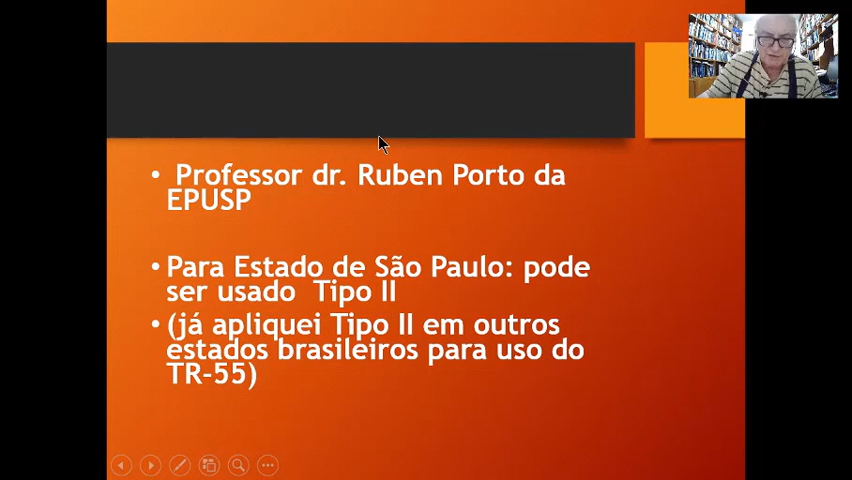 • Professor dr. Ruben Porto da
EPUSP
• Para Estado de São Paulo: pode
ser usado Tipo II
• (já apliquei Tipo II em outros
estados brasileiros para uso do
TR-55)